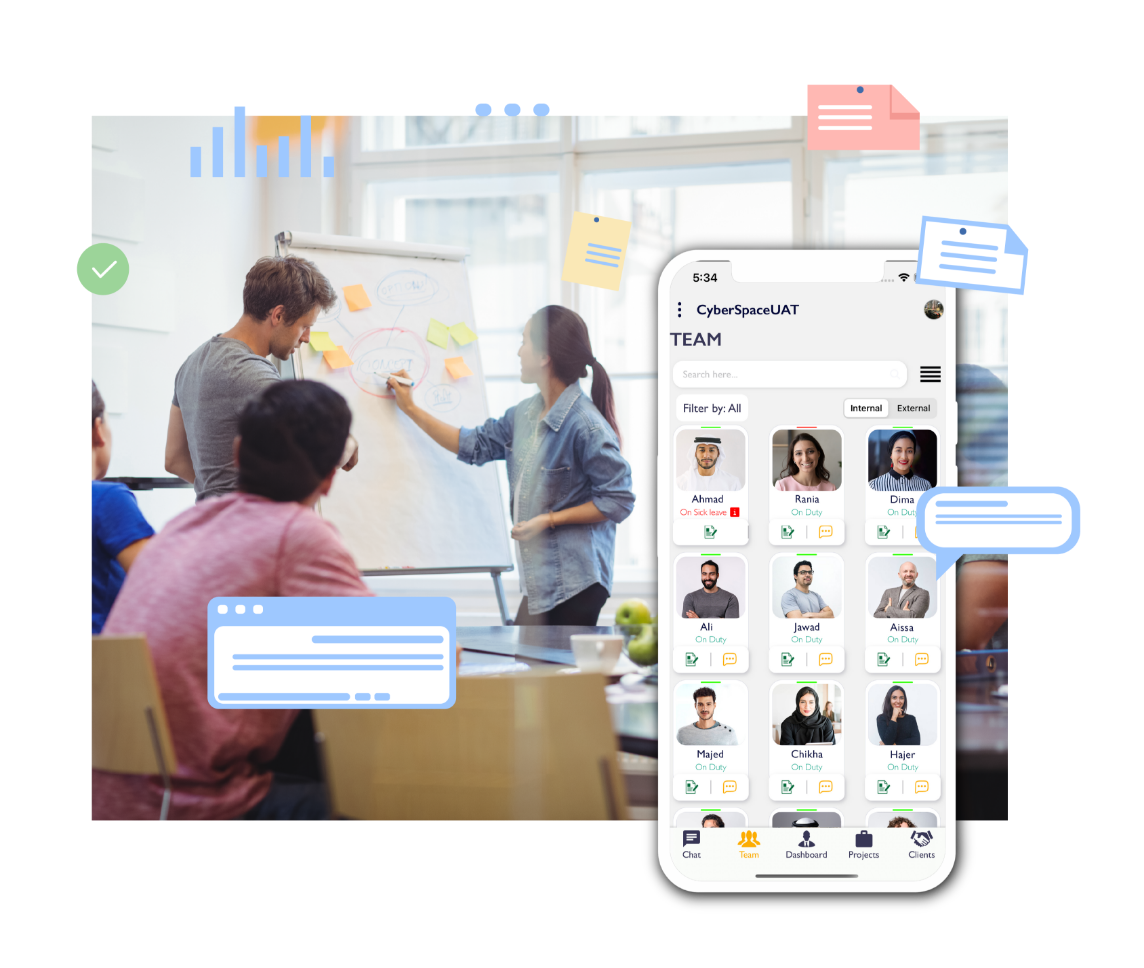 5:34
CyberSpaceUAT
TEAM
Search here...
Filter by: All
Internal External
Ahmad Rania Dima
On Sick leave On Duty On Duty
Ali Jawad Aissa
On Duty On Duty On Duty
Majed Chikha Hajer
On Duty On Duty On Duty
Chat Team Dashboard Projects Clients